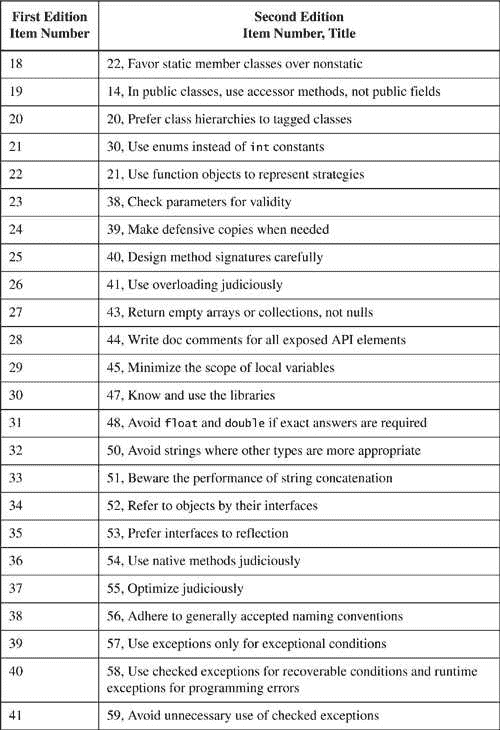 First Edition Item Number | Second Edition Item Number, Title
18 | 22, Favor static member classes over nonstatic
19 | 14, In public classes, use accessor methods, not public fields
20 | 20, Prefer class hierarchies to tagged classes
21 | 30, Use enums instead of int constants
22 | 21, Use function objects to represent strategies
23 | 38, Check parameters for validity
24 | 39, Make defensive copies when needed
25 | 40, Design method signatures carefully
26 | 41, Use overloading judiciously
27 | 43, Return empty arrays or collections, not nulls
28 | 44, Write doc comments for all exposed API elements
29 | 45, Minimize the scope of local variables
30 | 47, Know and use the libraries
31 | 48, Avoid float and double if exact answers are required
32 | 50, Avoid strings where other types are more appropriate
33 | 51, Beware the performance of string concatenation
34 | 52, Refer to objects by their interfaces
35 | 53, Prefer interfaces to reflection
36 | 54, Use native methods judiciously
37 | 55, Optimize judiciously
38 | 56, Adhere to generally accepted naming conventions
39 | 57, Use exceptions only for exceptional conditions
40 | 58, Use checked exceptions for recoverable conditions and runtime
exceptions for programming errors
41 | 59, Avoid unnecessary use of checked exceptions